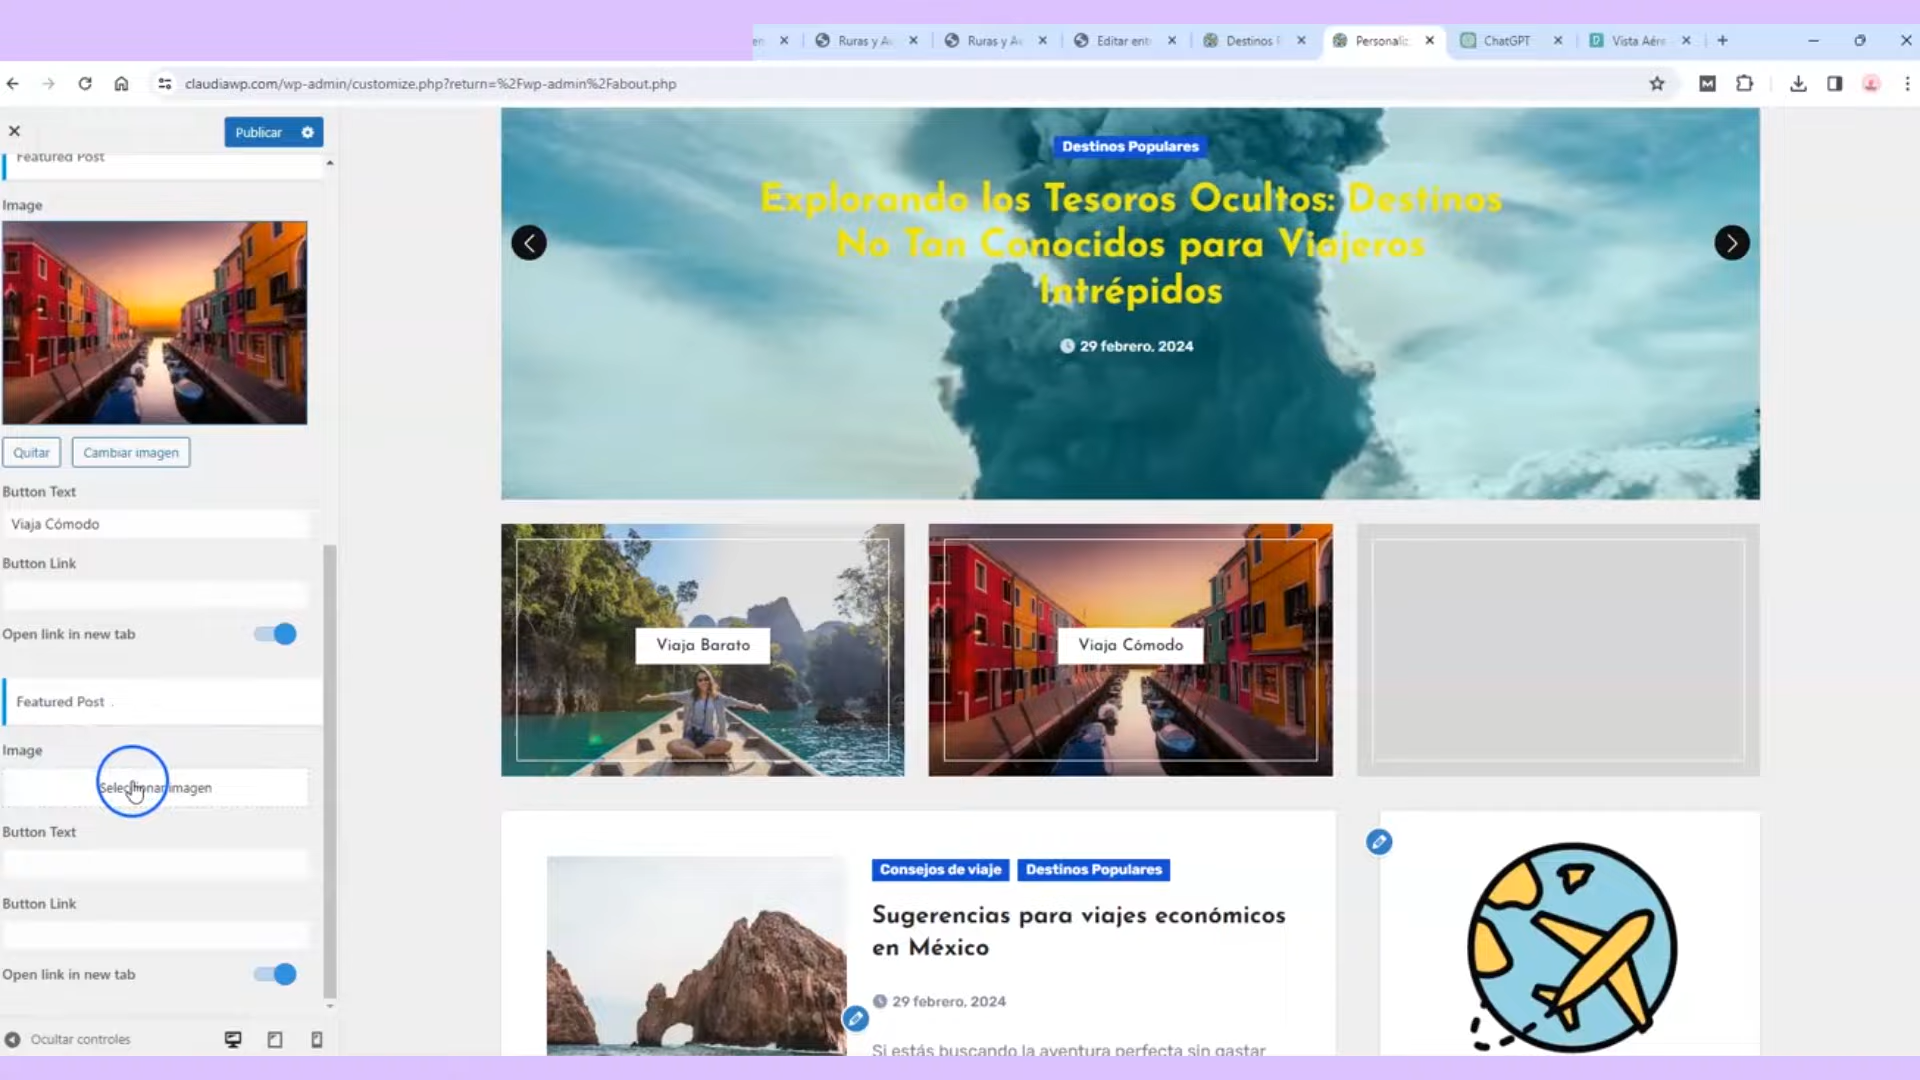 en
Ruras y Av
Ruras y Av
Editar ent
Destinos P
Personaliz
ChatGPT
Vista Aére
claudiawp.com/wp-admin/customize.php?return=%2Fwp-admin%2Fabout.php
Publicar
Featured Post
Image
Quitar
Cambiar imagen
Button Text
Viaja Cómodo
Button Link
Open link in new tab
Featured Post .
Image
Seleccionar imagen
Button Text
Button Link
Open link in new tab
Ocultar controles
Destinos Populares
Explorando los Tesoros Ocultos: Destinos
No Tan Conocidos para Viajeros
Intrépidos
29 febrero, 2024
Viaja Barato
Viaja Cómodo
Consejos de viaje
Destinos Populares
Sugerencias para viajes económicos
en México
29 febrero, 2024
Si estás buscando la aventura perfecta sin gastar